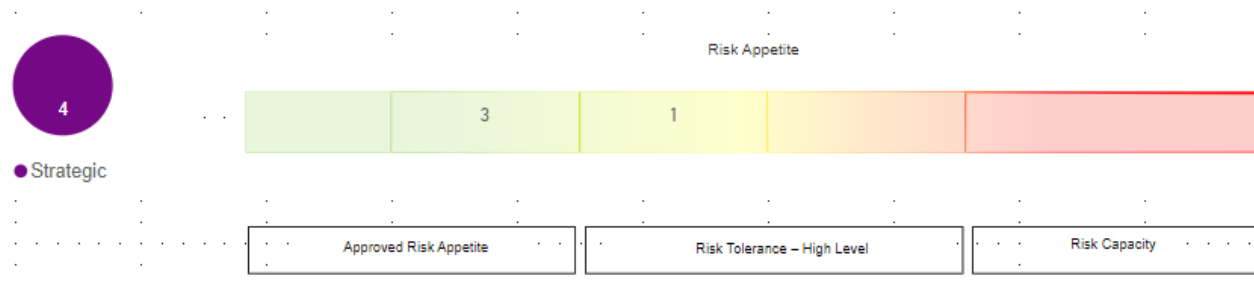 Risk Appetite
4
3
1
Strategic
Approved Risk Appetite
Risk Tolerance – High Level
Risk Capacity